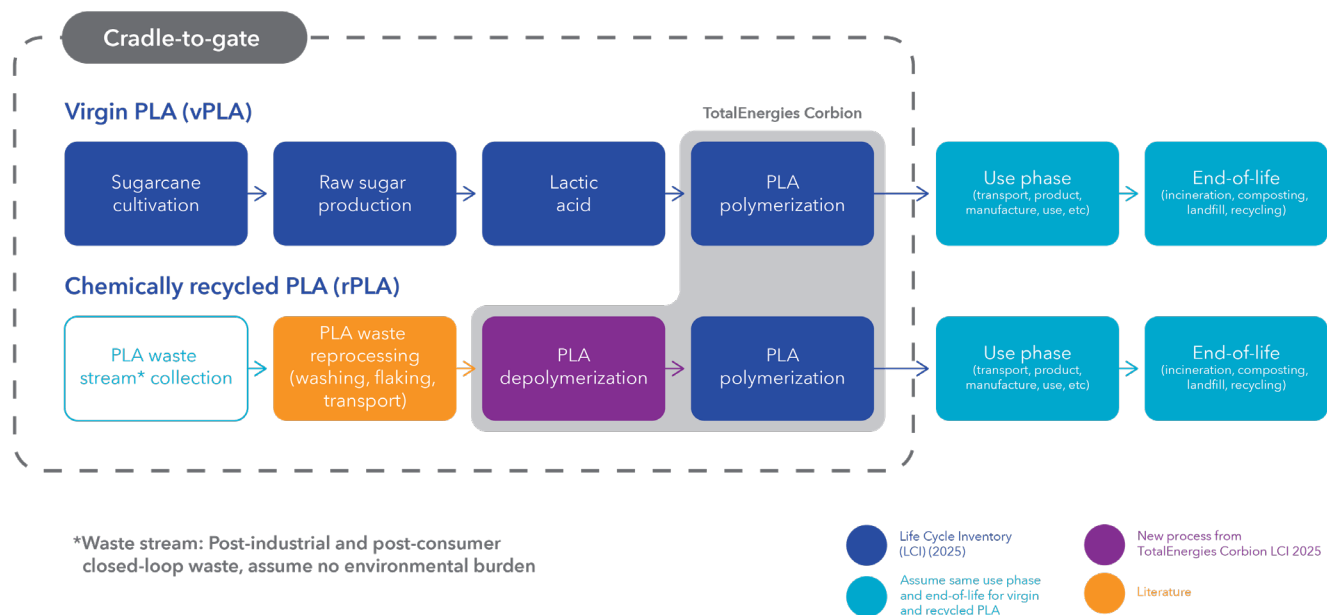 Cradle-to-gate
Virgin PLA (vPLA)
TotalEnergies Corbion
Sugarcane
cultivation
Raw sugar
production
Lactic
acid
PLA
polymerization
Use phase
(transport, product,
manufacture, use, etc)
End-of-life
(incineration, composting,
landfill, recycling)
Chemically recycled PLA (rPLA)
PLA waste
stream* collection
PLA waste
reprocessing
(washing, flaking,
transport)
PLA
depolymerization
PLA
polymerization
Use phase
(transport, product,
manufacture, use, etc)
End-of-life
(incineration, composting,
landfill, recycling)
*Waste stream: Post-industrial and post-consumer
closed-loop waste, assume no environmental burden
Life Cycle Inventory
(LCI) (2025)
New process from
TotalEnergies Corbion LCI 2025
Assume same use phase
and end-of-life for virgin
and recycled PLA
Literature